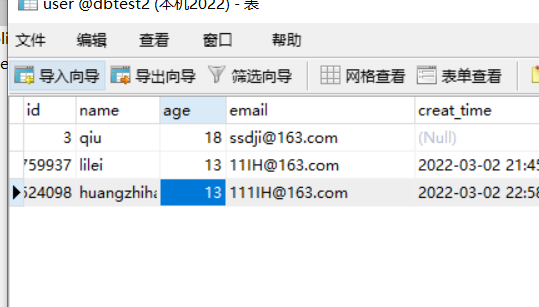 user @dbtest2 (本机2022) - 表
文件 编辑 查看 窗口 帮助
导入向导 导出向导 筛选向导 网格查看 表单查看
id name age email creat_time
3 qiu 18 ssdji@163.com (Null)
759937 lilei 13 11IH@163.com 2022-03-02 21:45
524098 huangzhiha 13 111IH@163.com 2022-03-02 22:58